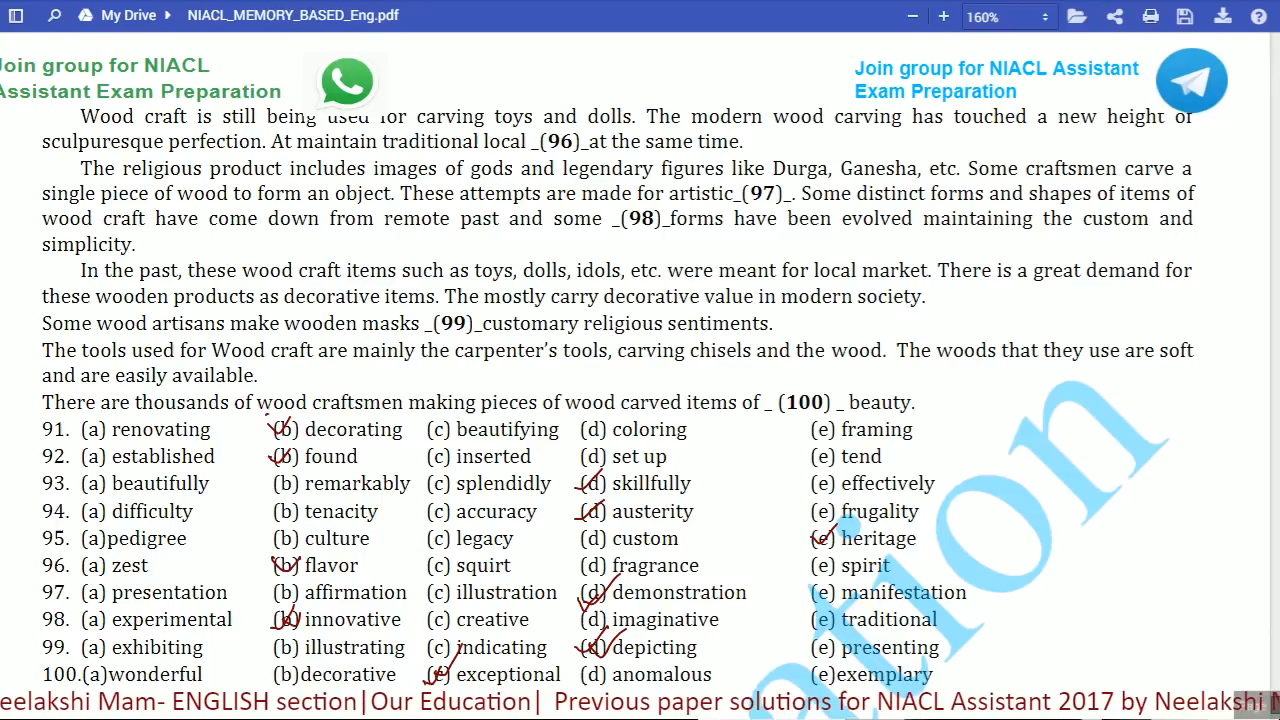 My Drive NIACL_MEMORY_BASED_Eng.pdf 160%
Join group for NIACL
Assistant Exam Preparation
Join group for NIACL Assistant
Exam Preparation
Wood craft is still being used for carving toys and dolls. The modern wood carving has touched a new height of
sculpuresque perfection. At maintain traditional local _(96)_at the same time.
The religious product includes images of gods and legendary figures like Durga, Ganesha, etc. Some craftsmen carve a
single piece of wood to form an object. These attempts are made for artistic_(97)_. Some distinct forms and shapes of items of
wood craft have come down from remote past and some _(98)_forms have been evolved maintaining the custom and
simplicity.
In the past, these wood craft items such as toys, dolls, idols, etc. were meant for local market. There is a great demand for
these wooden products as decorative items. The mostly carry decorative value in modern society.
Some wood artisans make wooden masks _(99)_customary religious sentiments.
The tools used for Wood craft are mainly the carpenter's tools, carving chisels and the wood. The woods that they use are soft
and are easily available.
There are thousands of wood craftsmen making pieces of wood carved items of _ (100) _ beauty.
91. (a) renovating (b) decorating (c) beautifying (d) coloring (e) framing
92. (a) established (b) found (c) inserted (d) set up (e) tend
93. (a) beautifully (b) remarkably (c) splendidly (d) skillfully (e) effectively
94. (a) difficulty (b) tenacity (c) accuracy (d) austerity (e) frugality
95. (a)pedigree (b) culture (c) legacy (d) custom (e) heritage
96. (a) zest (b) flavor (c) squirt (d) fragrance (e) spirit
97. (a) presentation (b) affirmation (c) illustration (d) demonstration (e) manifestation
98. (a) experimental (b) innovative (c) creative (d) imaginative (e) traditional
99. (a) exhibiting (b) illustrating (c) indicating (d) depicting (e) presenting
100.(a)wonderful (b)decorative (c) exceptional (d) anomalous (e)exemplary
ation
eelakshi Mam- ENGLISH section|Our Education| Previous paper solutions for NIACL Assistant 2017 by Neelakshi